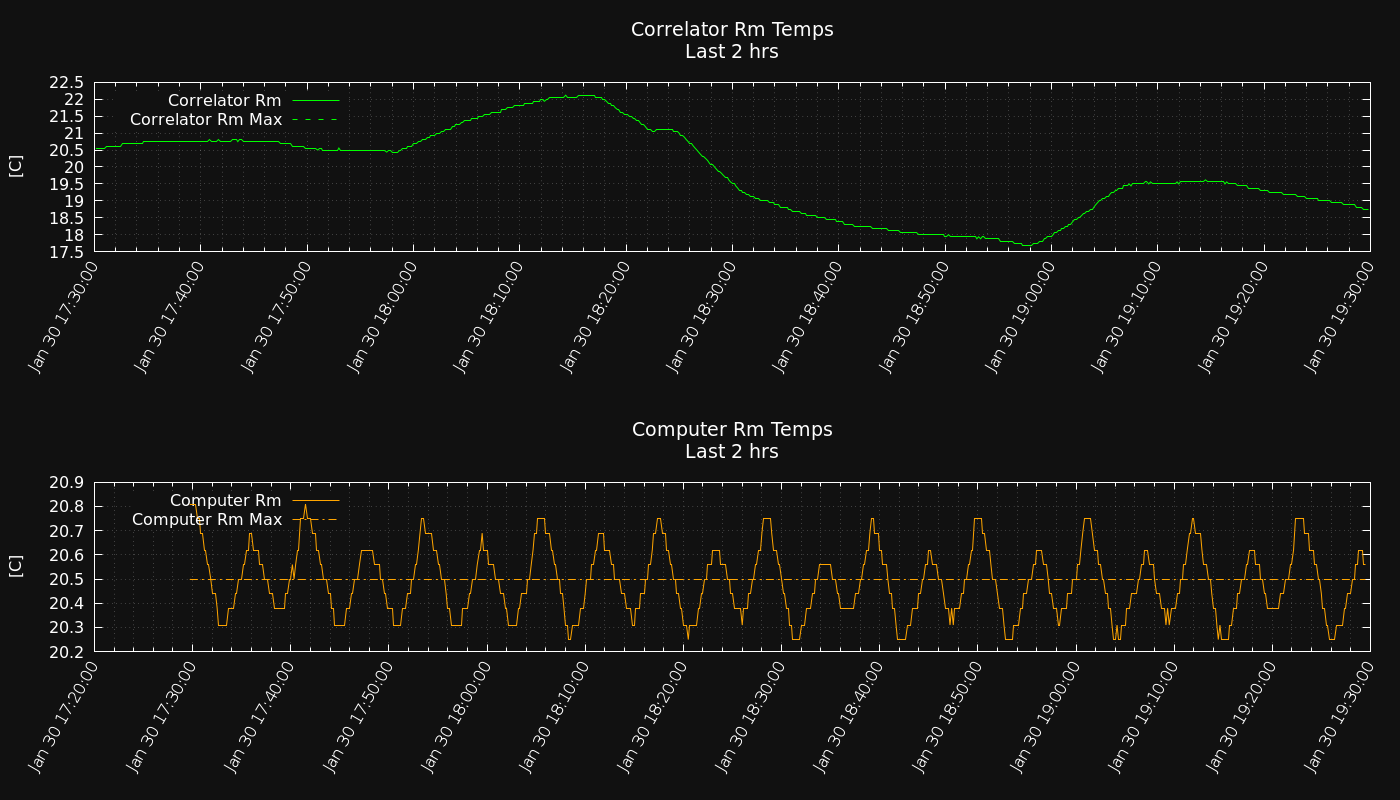 Correlator Rm Temps
Last 2 hrs
22.5
22
21.5
21
20.5
20
19.5
19
18.5
18
17.5
[C]
Correlator Rm
Correlator Rm Max
Jan 30 17:30:00
Jan 30 17:40:00
Jan 30 17:50:00
Jan 30 18:00:00
Jan 30 18:10:00
Jan 30 18:20:00
Jan 30 18:30:00
Jan 30 18:40:00
Jan 30 18:50:00
Jan 30 19:00:00
Jan 30 19:10:00
Jan 30 19:20:00
Jan 30 19:30:00
Computer Rm Temps
Last 2 hrs
20.9
20.8
20.7
20.6
20.5
20.4
20.3
20.2
[C]
Computer Rm
Computer Rm Max
Jan 30 17:20:00
Jan 30 17:30:00
Jan 30 17:40:00
Jan 30 17:50:00
Jan 30 18:00:00
Jan 30 18:10:00
Jan 30 18:20:00
Jan 30 18:30:00
Jan 30 18:40:00
Jan 30 18:50:00
Jan 30 19:00:00
Jan 30 19:10:00
Jan 30 19:20:00
Jan 30 19:30:00